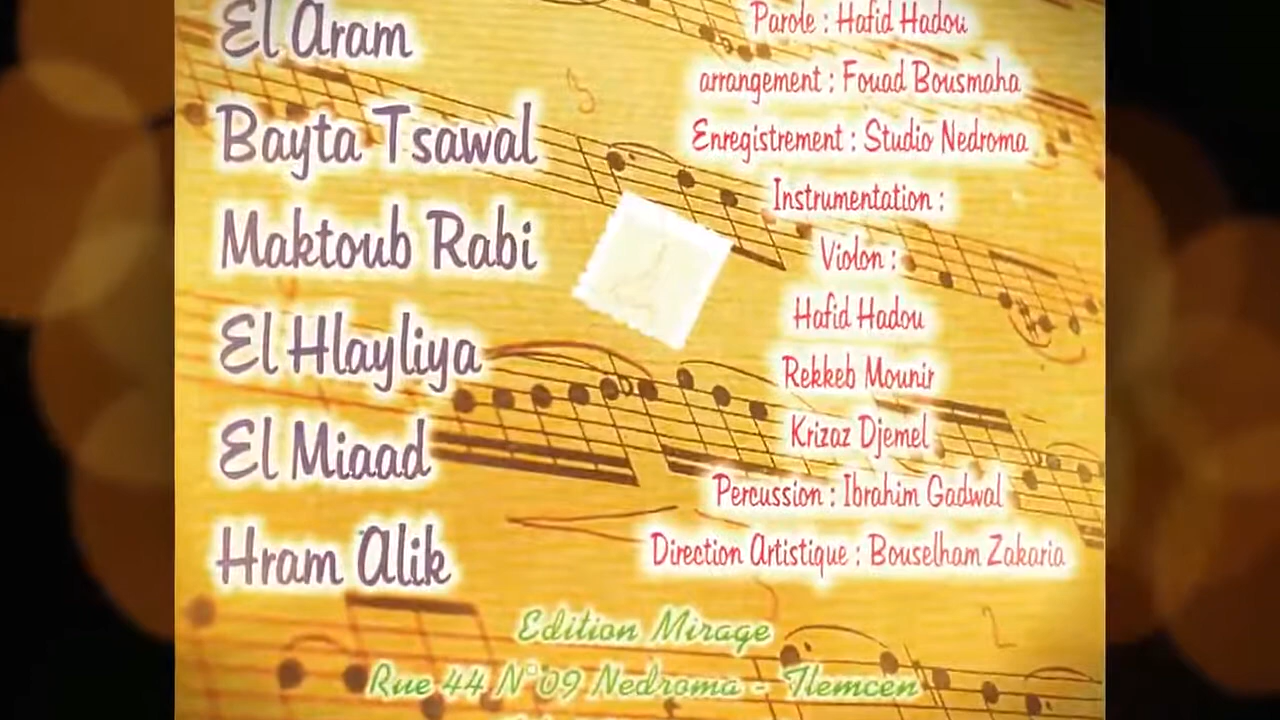 El Aram
Bayta Tsawal
Maktoub Rabi
El Hlayliya
El Miaad
Hram Alik
Parole : Hafid Hadou
arrangement : Fouad Bousmaha
Enregistrement : Studio Nedroma
Instrumentation :
Violon :
Hafid Hadou
Rekkeb Mounir
Krizaz Djemel
Percussion : Ibrahim Gadwal
Direction Artistique : Bouselham Zakaria
Edition Mirage
Rue 44 N°09 Nedroma - Tlemcen